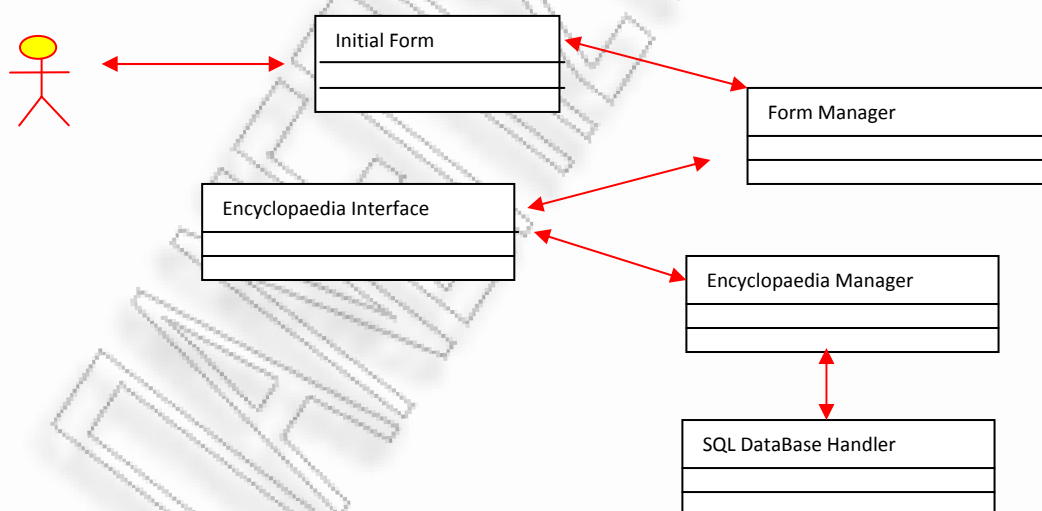 Initial Form
Form Manager
Encyclopaedia Interface
Encyclopaedia Manager
SQL DataBase Handler